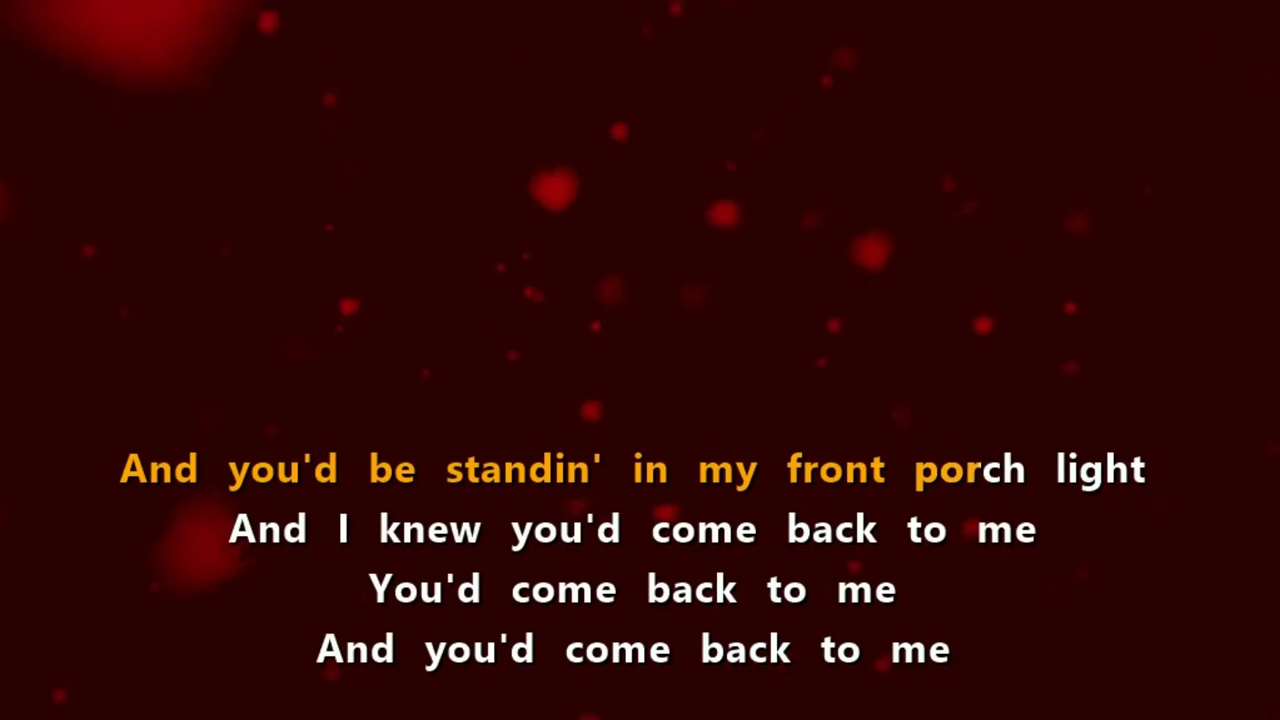 And you'd be standin' in my front porch light
And I knew you'd come back to me
You'd come back to me
And you'd come back to me